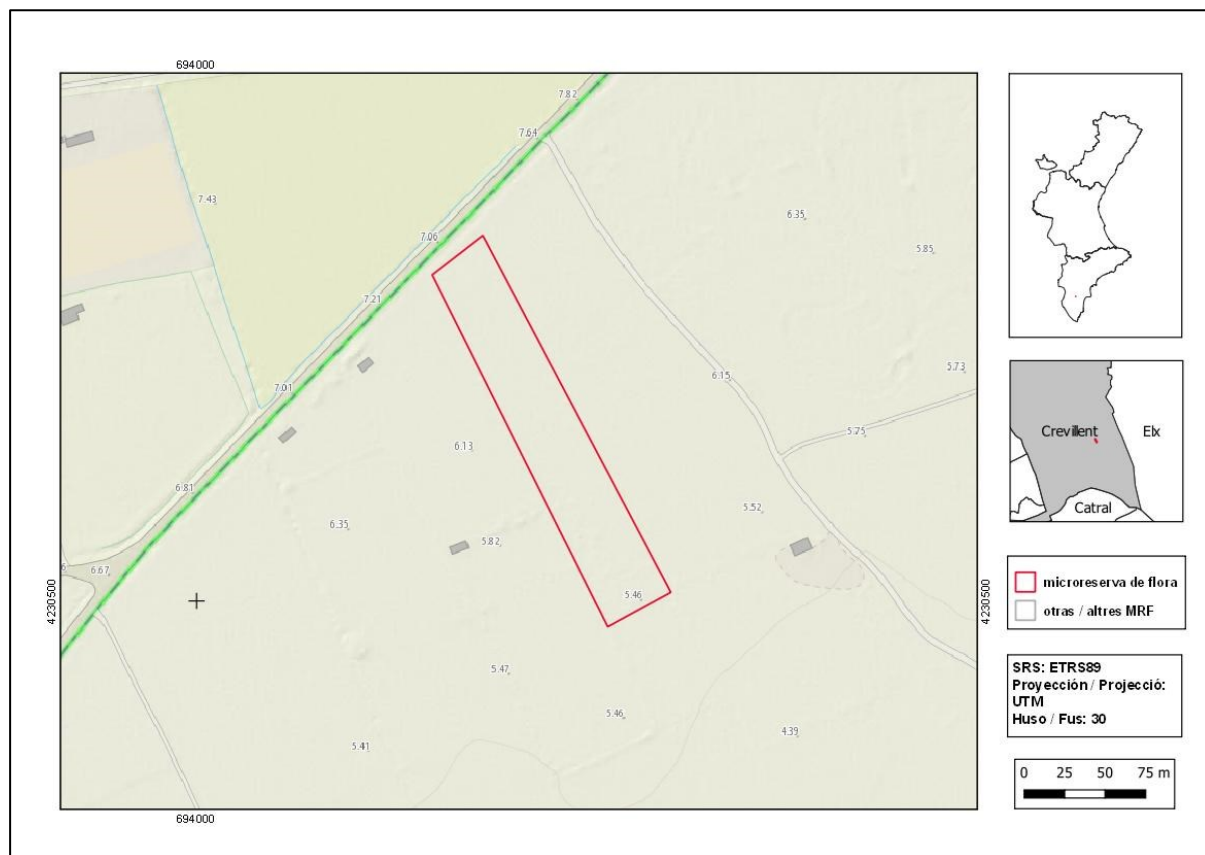 694000
7.82
7.64
7.43
6.35
7.06
5.85
7.21
5.73
6.15
7.01
5.75
6.13
6.81
5.52
6.35
5.82
6.67
5.46
4230500
4230500
5.47
5.46
4.39
5.41
694000
Crevillent
Elx
Catral
microreserva de flora
otras / altres MRF
SRS: ETRS89
Proyección / Projecció:
UTM
Huso / Fus: 30
0 25 50 75 m